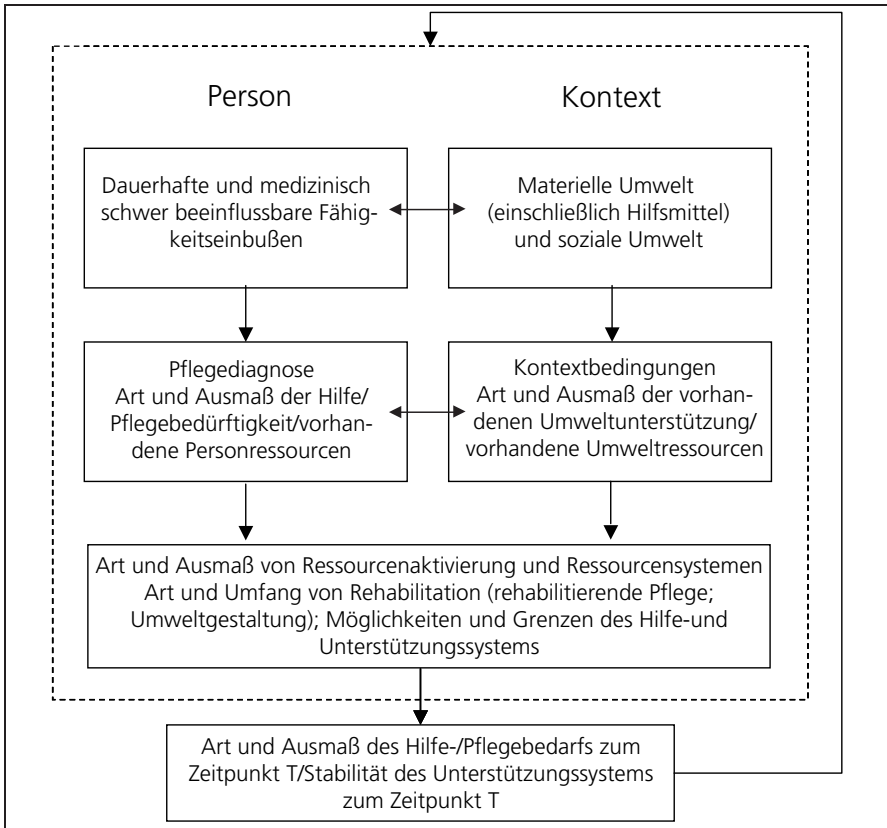 Person
Kontext
Dauerhafte und medizinisch
schwer beeinflussbare Fähig-
keitseinbußen
Materielle Umwelt
(einschließlich Hilfsmittel)
und soziale Umwelt
Pflegediagnose
Art und Ausmaß der Hilfe/
Pflegebedürftigkeit/vorhan-
dene Personressourcen
Kontextbedingungen
Art und Ausmaß der vorhan-
denen Umweltunterstützung/
vorhandene Umweltressourcen
Art und Ausmaß von Ressourcenaktivierung und Ressourcensystemen
Art und Umfang von Rehabilitation (rehabilitierende Pflege;
Umweltgestaltung); Möglichkeiten und Grenzen des Hilfe-und
Unterstützungssystems
Art und Ausmaß des Hilfe-/Pflegebedarfs zum
Zeitpunkt T/Stabilität des Unterstützungssystems
zum Zeitpunkt T